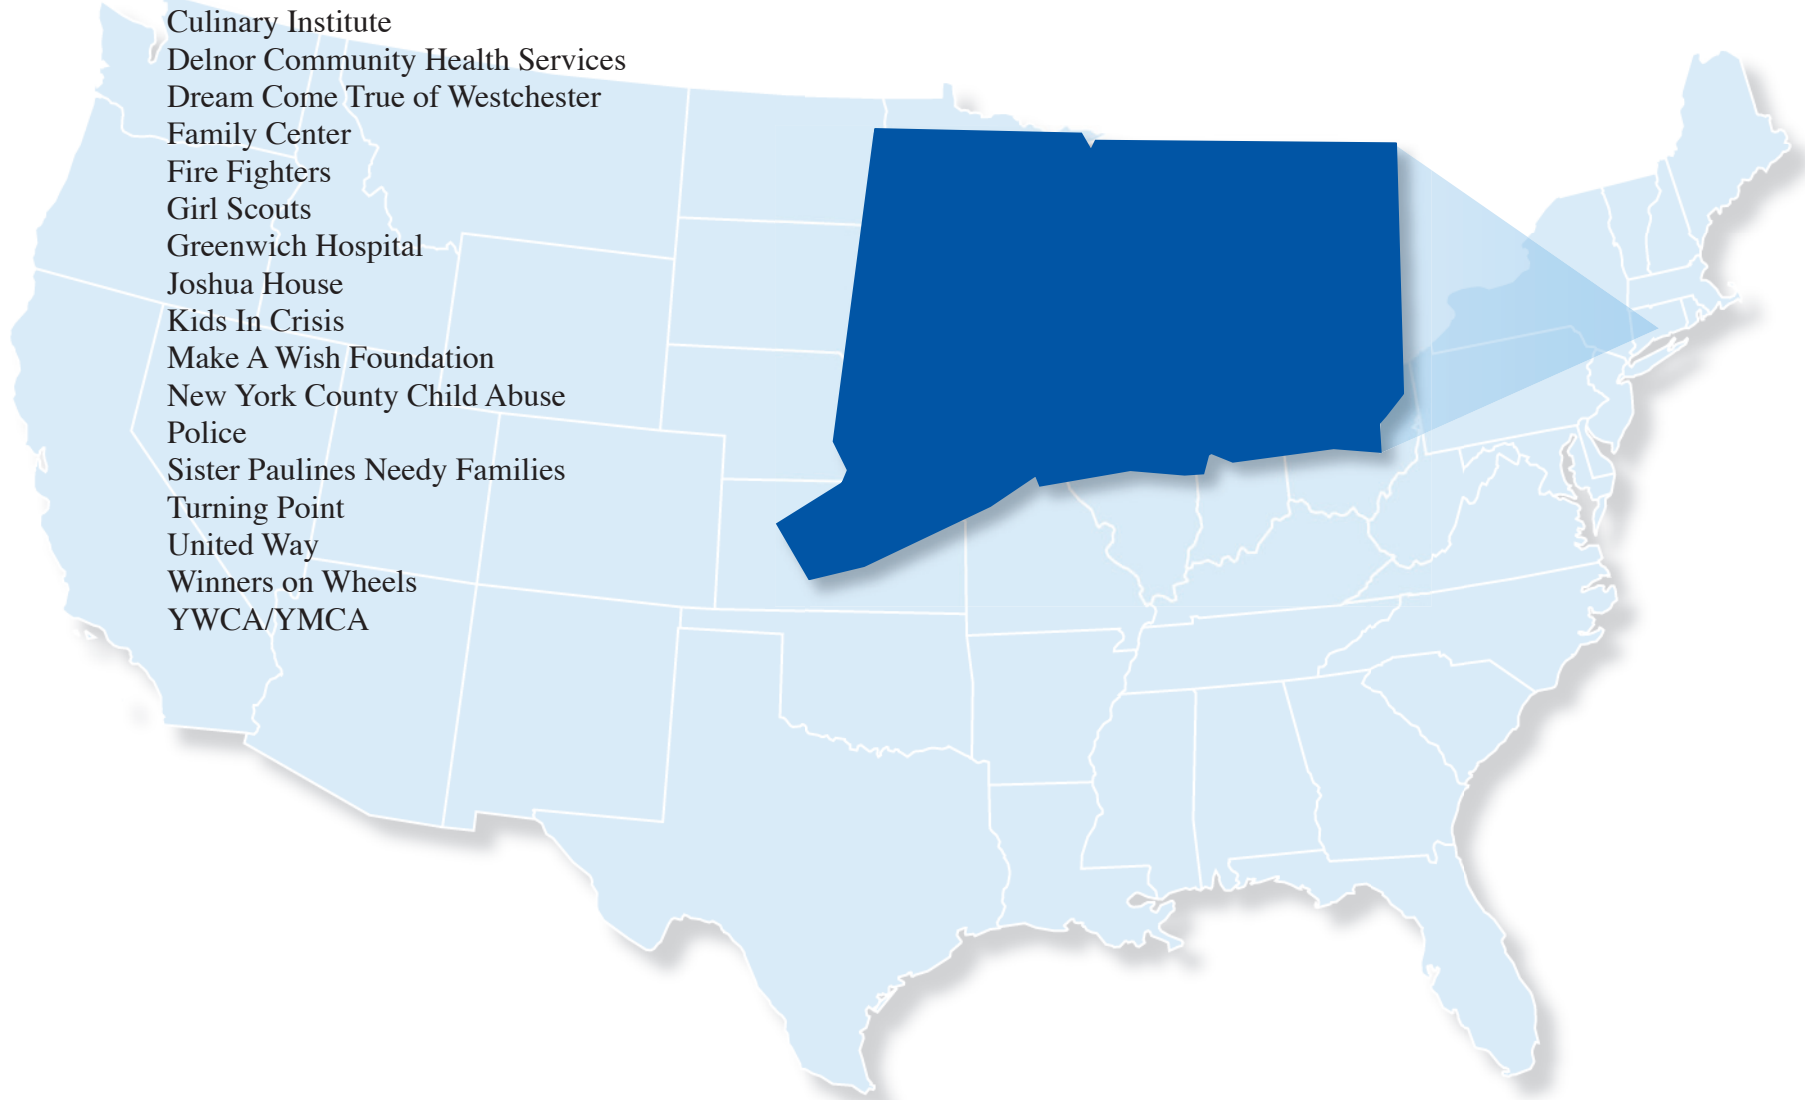 Culinary Institute
Delnor Community Health Services
Dream Come True of Westchester
Family Center
Fire Fighters
Girl Scouts
Greenwich Hospital
Joshua House
Kids In Crisis
Make A Wish Foundation
New York County Child Abuse
Police
Sister Paulines Needy Families
Turning Point
United Way
Winners on Wheels
YWCA/YMCA